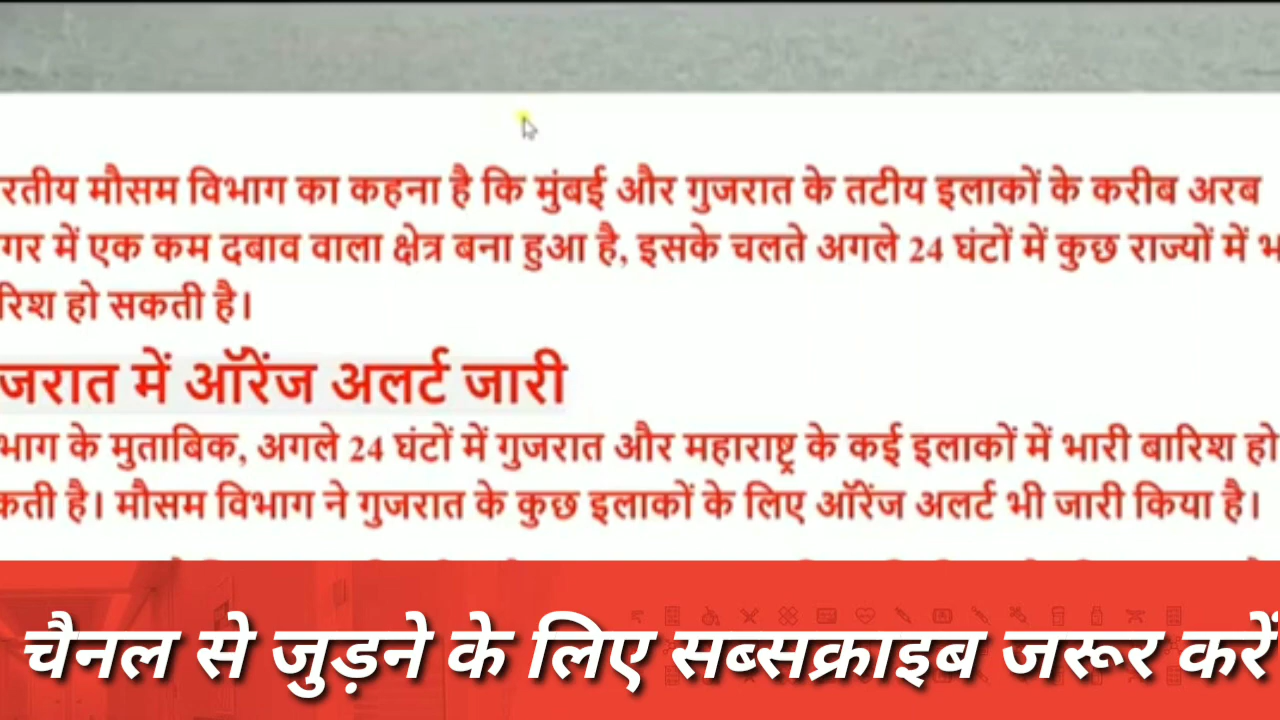 रतीय मौसम विभाग का कहना है कि मुंबई और गुजरात के तटीय इलाकों के करीब अरब
गर में एक कम दबाव वाला क्षेत्र बना हुआ है, इसके चलते अगले 24 घंटों में कुछ राज्यों में भ
रिश हो सकती है।
जरात में ऑरेंज अलर्ट जारी
भाग के मुताबिक, अगले 24 घंटों में गुजरात और महाराष्ट्र के कई इलाकों में भारी बारिश हो
कती है। मौसम विभाग ने गुजरात के कुछ इलाकों के लिए ऑरेंज अलर्ट भी जारी किया है।
चैनल से जुड़ने के लिए सब्सक्राइब जरूर करें